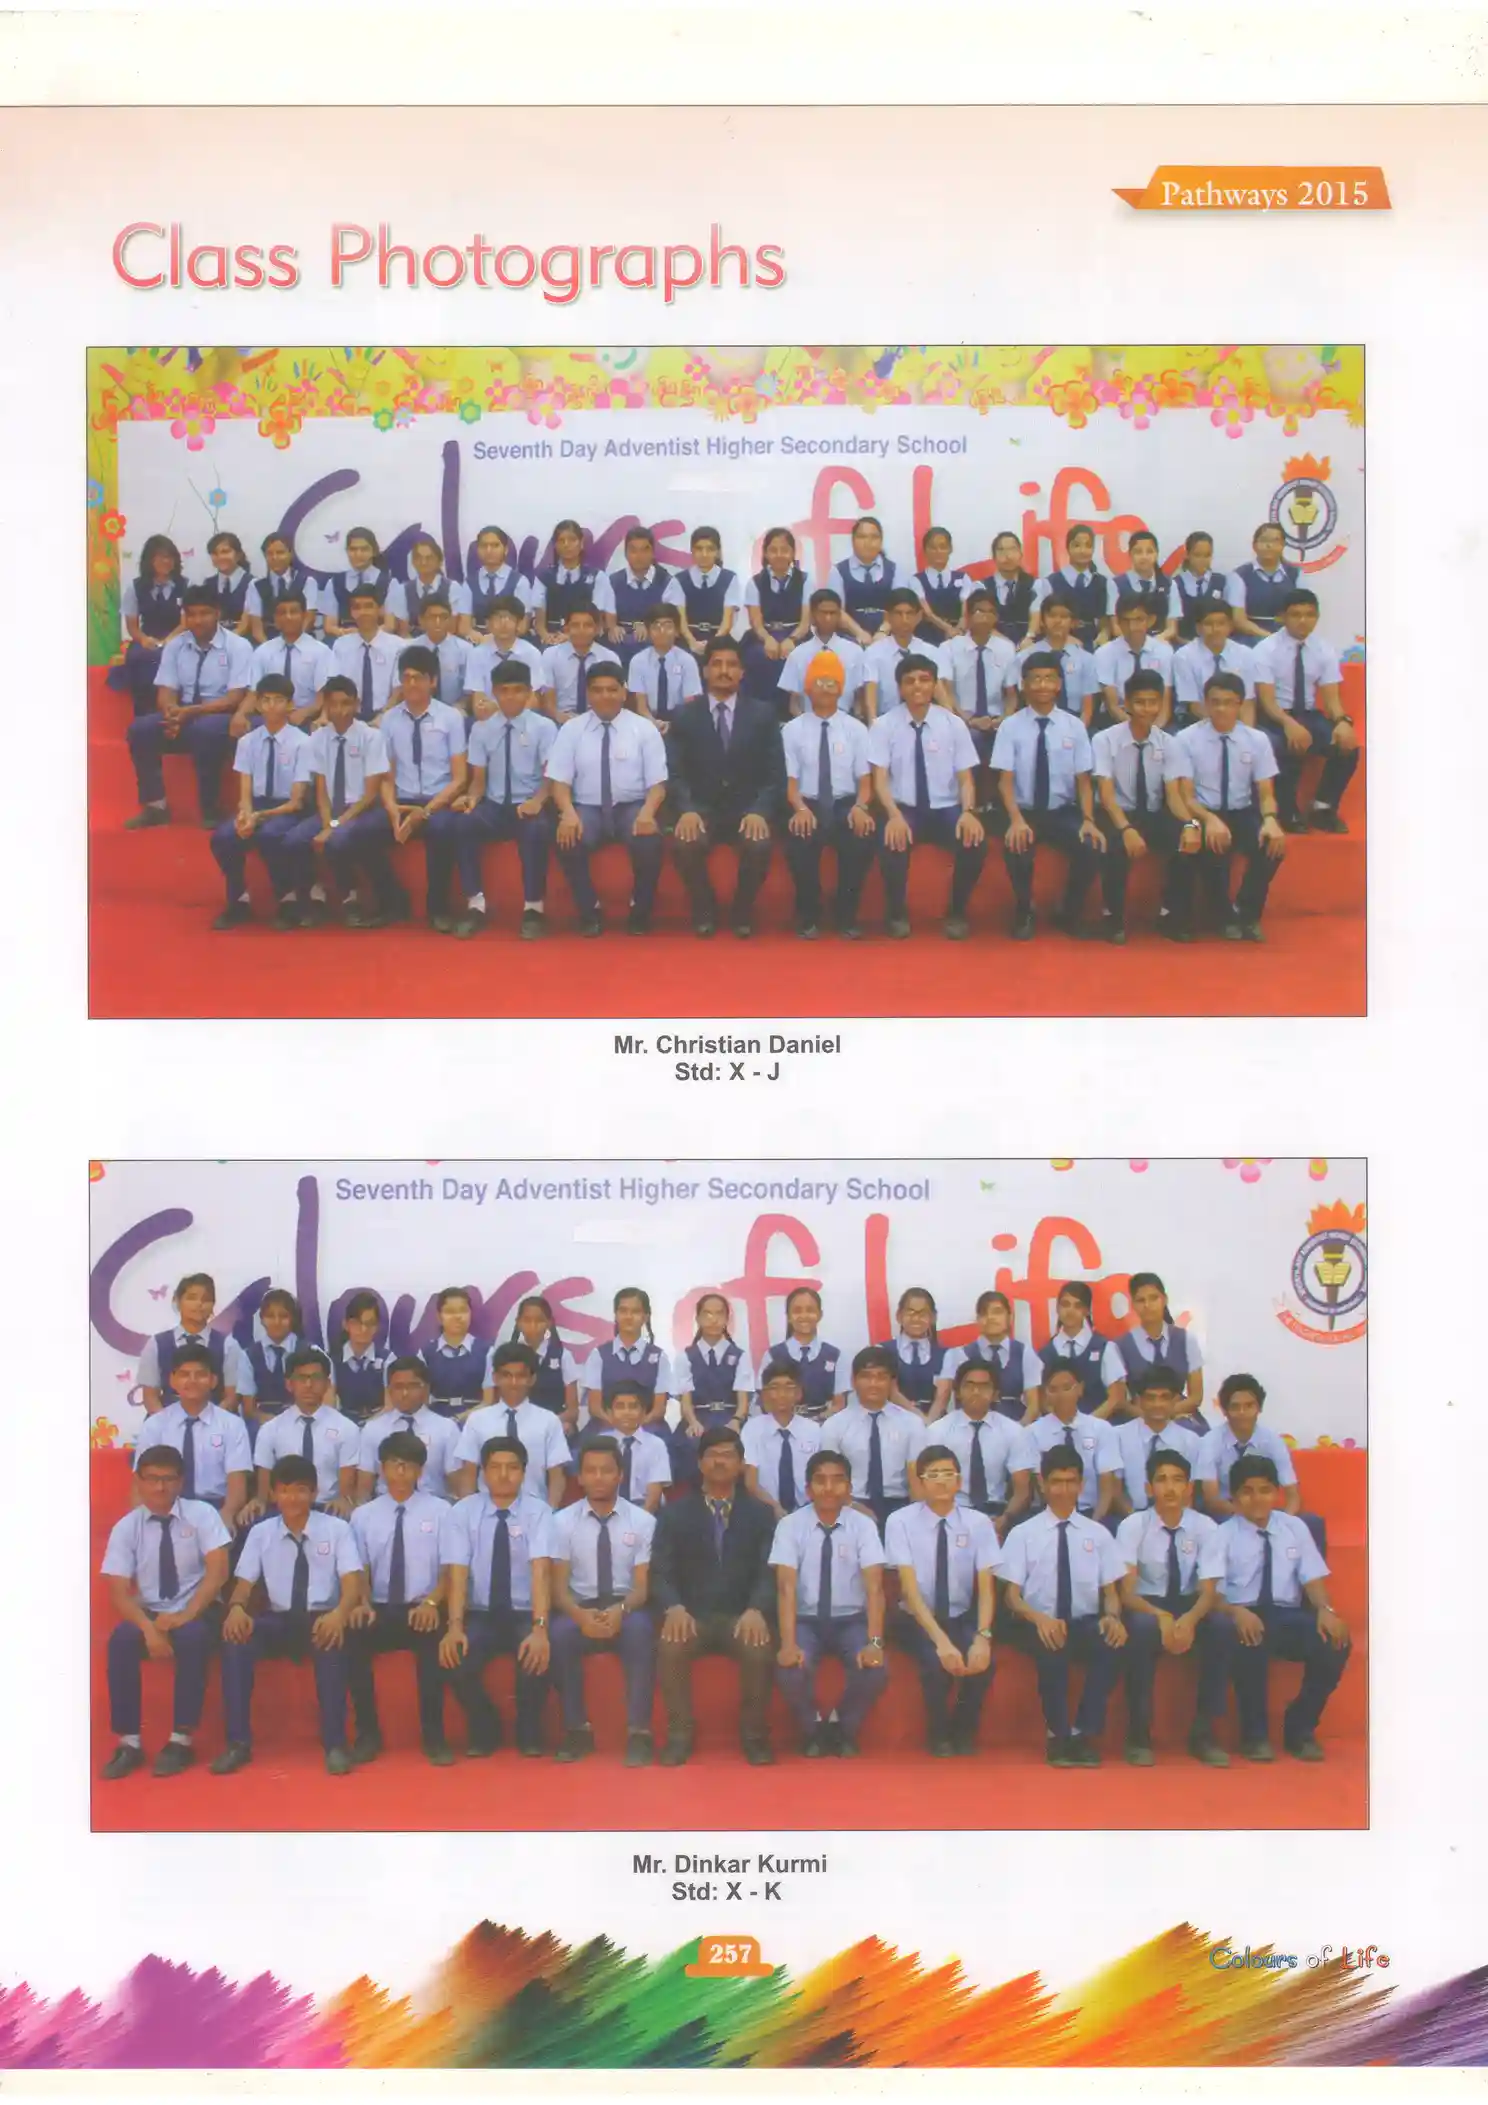 Pathways 2015
Class Photographs
Seventh Day Adventist Higher Secondary School
Colours of Life
Mr. Christian Daniel
Std: X - J
Seventh Day Adventist Higher Secondary School
Colours of Life
Mr. Dinkar Kurmi
Std: X - K
257
Colours of Life